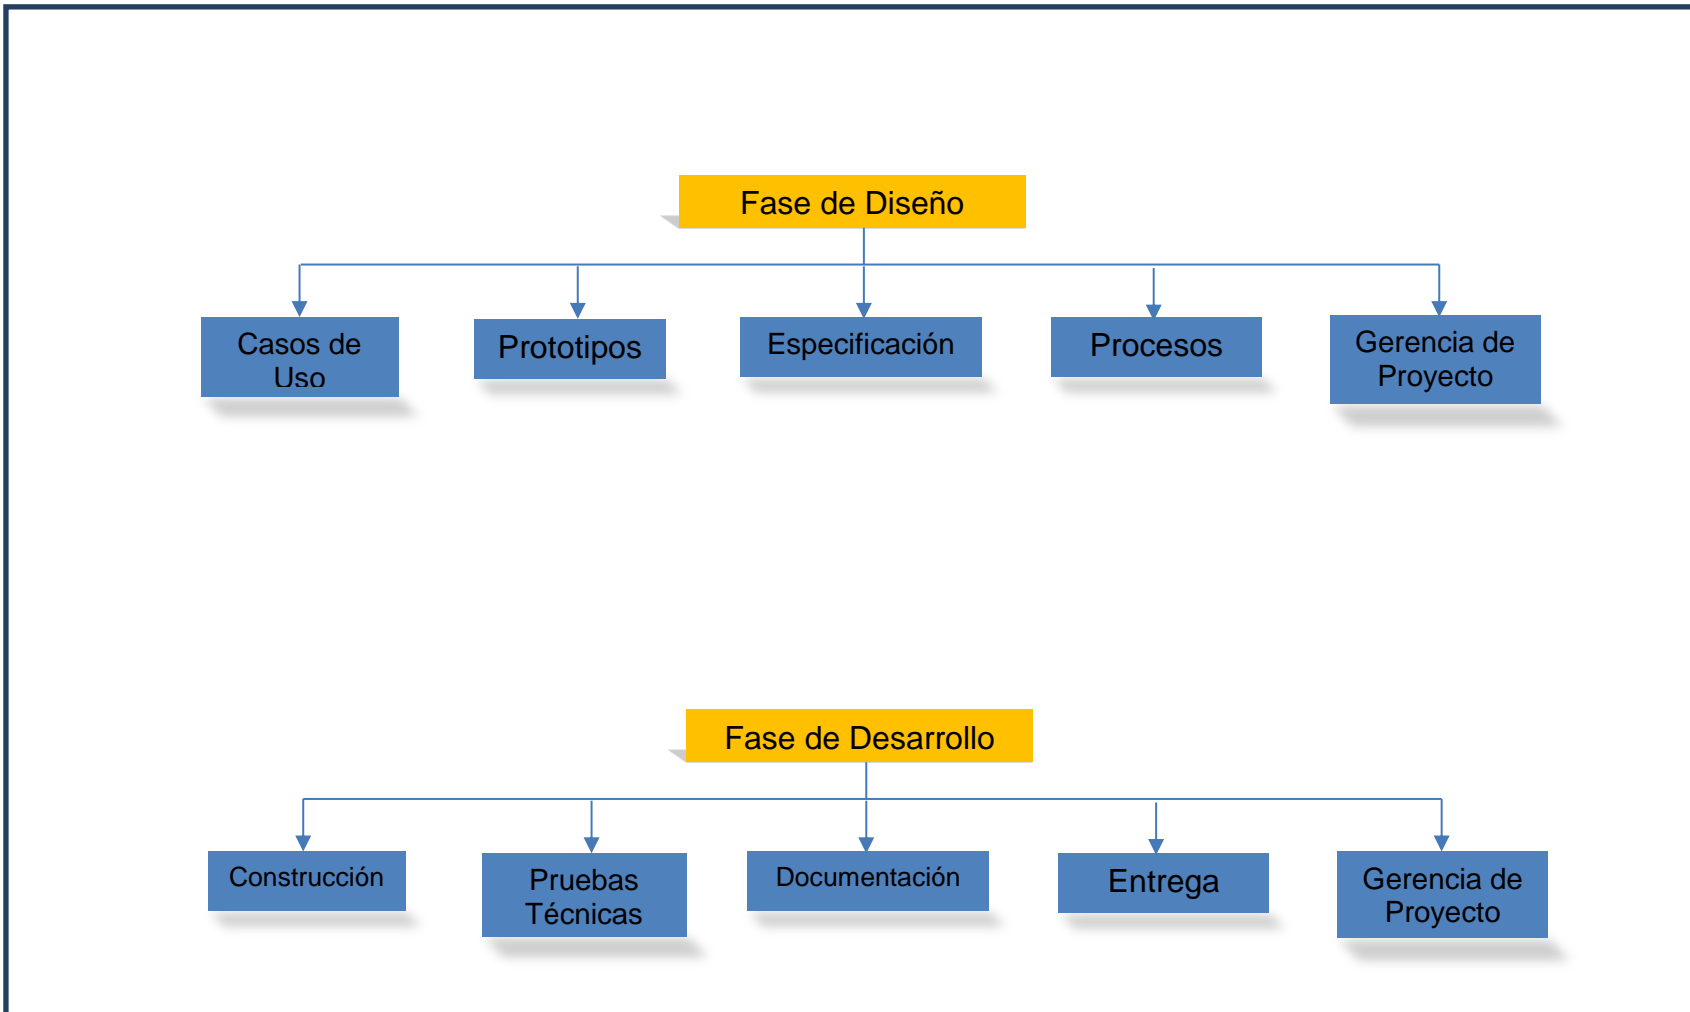 Fase de Diseño
Casos de
Uso
Prototipos
Especificación
Procesos
Gerencia de
Proyecto
Fase de Desarrollo
Construcción
Pruebas
Técnicas
Documentación
Entrega
Gerencia de
Proyecto